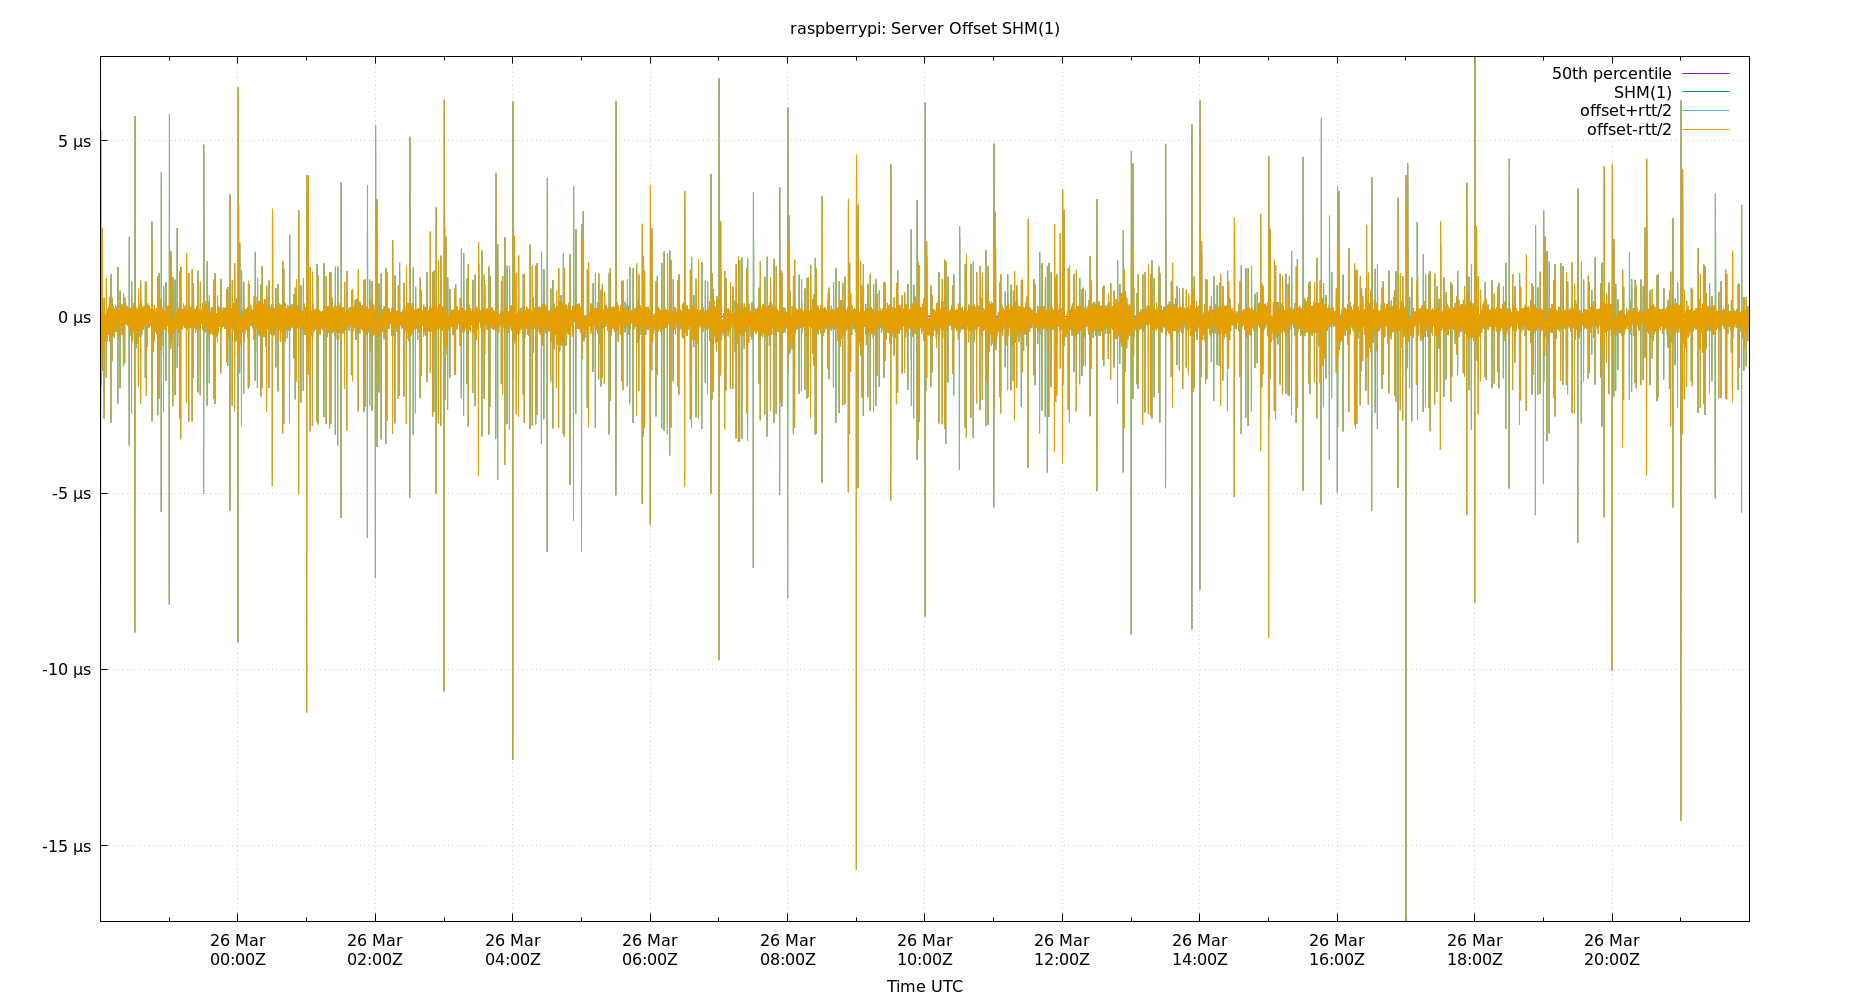 raspberrypi: Server Offset SHM(1)
50th percentile
SHM(1)
offset+rtt/2
offset-rtt/2
5 µs
0 µs
-5 µs
-10 µs
-15 µs
26 Mar 26 Mar 26 Mar 26 Mar 26 Mar 26 Mar 26 Mar 26 Mar 26 Mar 26 Mar 26 Mar
00:00Z 02:00Z 04:00Z 06:00Z 08:00Z 10:00Z 12:00Z 14:00Z 16:00Z 18:00Z 20:00Z
Time UTC